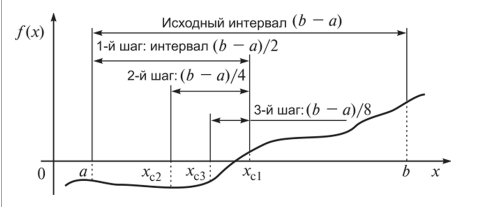 Исходный интервал (b − a)
f(x)
1-й шаг: интервал (b − a)/2
2-й шаг: (b − a)/4
3-й шаг: (b − a)/8
0 a x_c2 x_c3 x_c1 b x